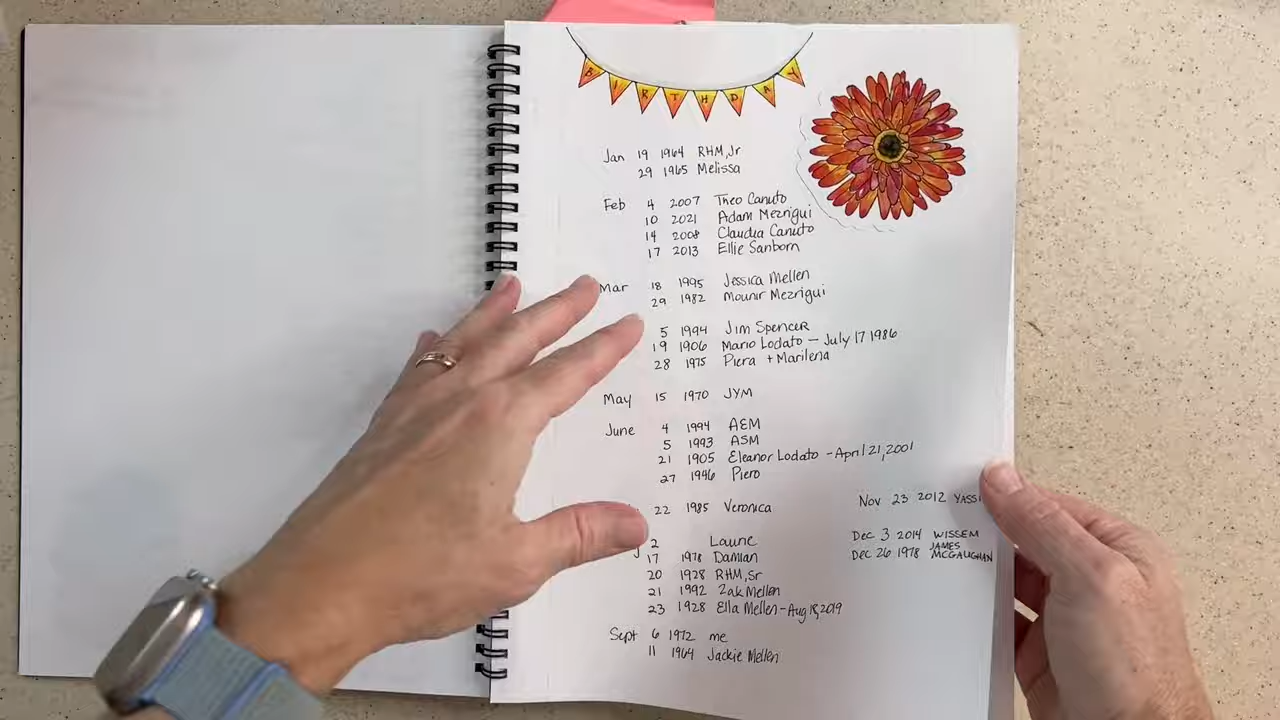 BIRTHDAY
Jan 19 1964 RHM, Jr
29 1965 Melissa
Feb 4 2007 Theo Canuto
10 2021 Adam Mezrigui
14 2008 Claudia Canuto
17 2013 Ellie Sanborn
Mar 18 1995 Jessica Mellen
29 1982 Mounir Mezrigui
5 1994 Jim Spencer
19 1906 Mario Lodato — July 17 1986
28 1975 Piera + Marilena
May 15 1970 JYM
June 4 1994 AEM
5 1993 ASM
21 1905 Eleanor Lodato - April 21, 2001
27 1946 Piero
22 1985 Veronica
Nov 23 2012 YASSI
2 Laurie
Dec 3 2014 WISSEM
17 1978 Damian
Dec 26 1978 JAMES MCGAUGHAN
20 1928 RHM, Sr
21 1992 Zak Mellen
23 1928 Ella Mellen - Aug 18, 2019
Sept 6 1972 me
11 1964 Jackie Mellen